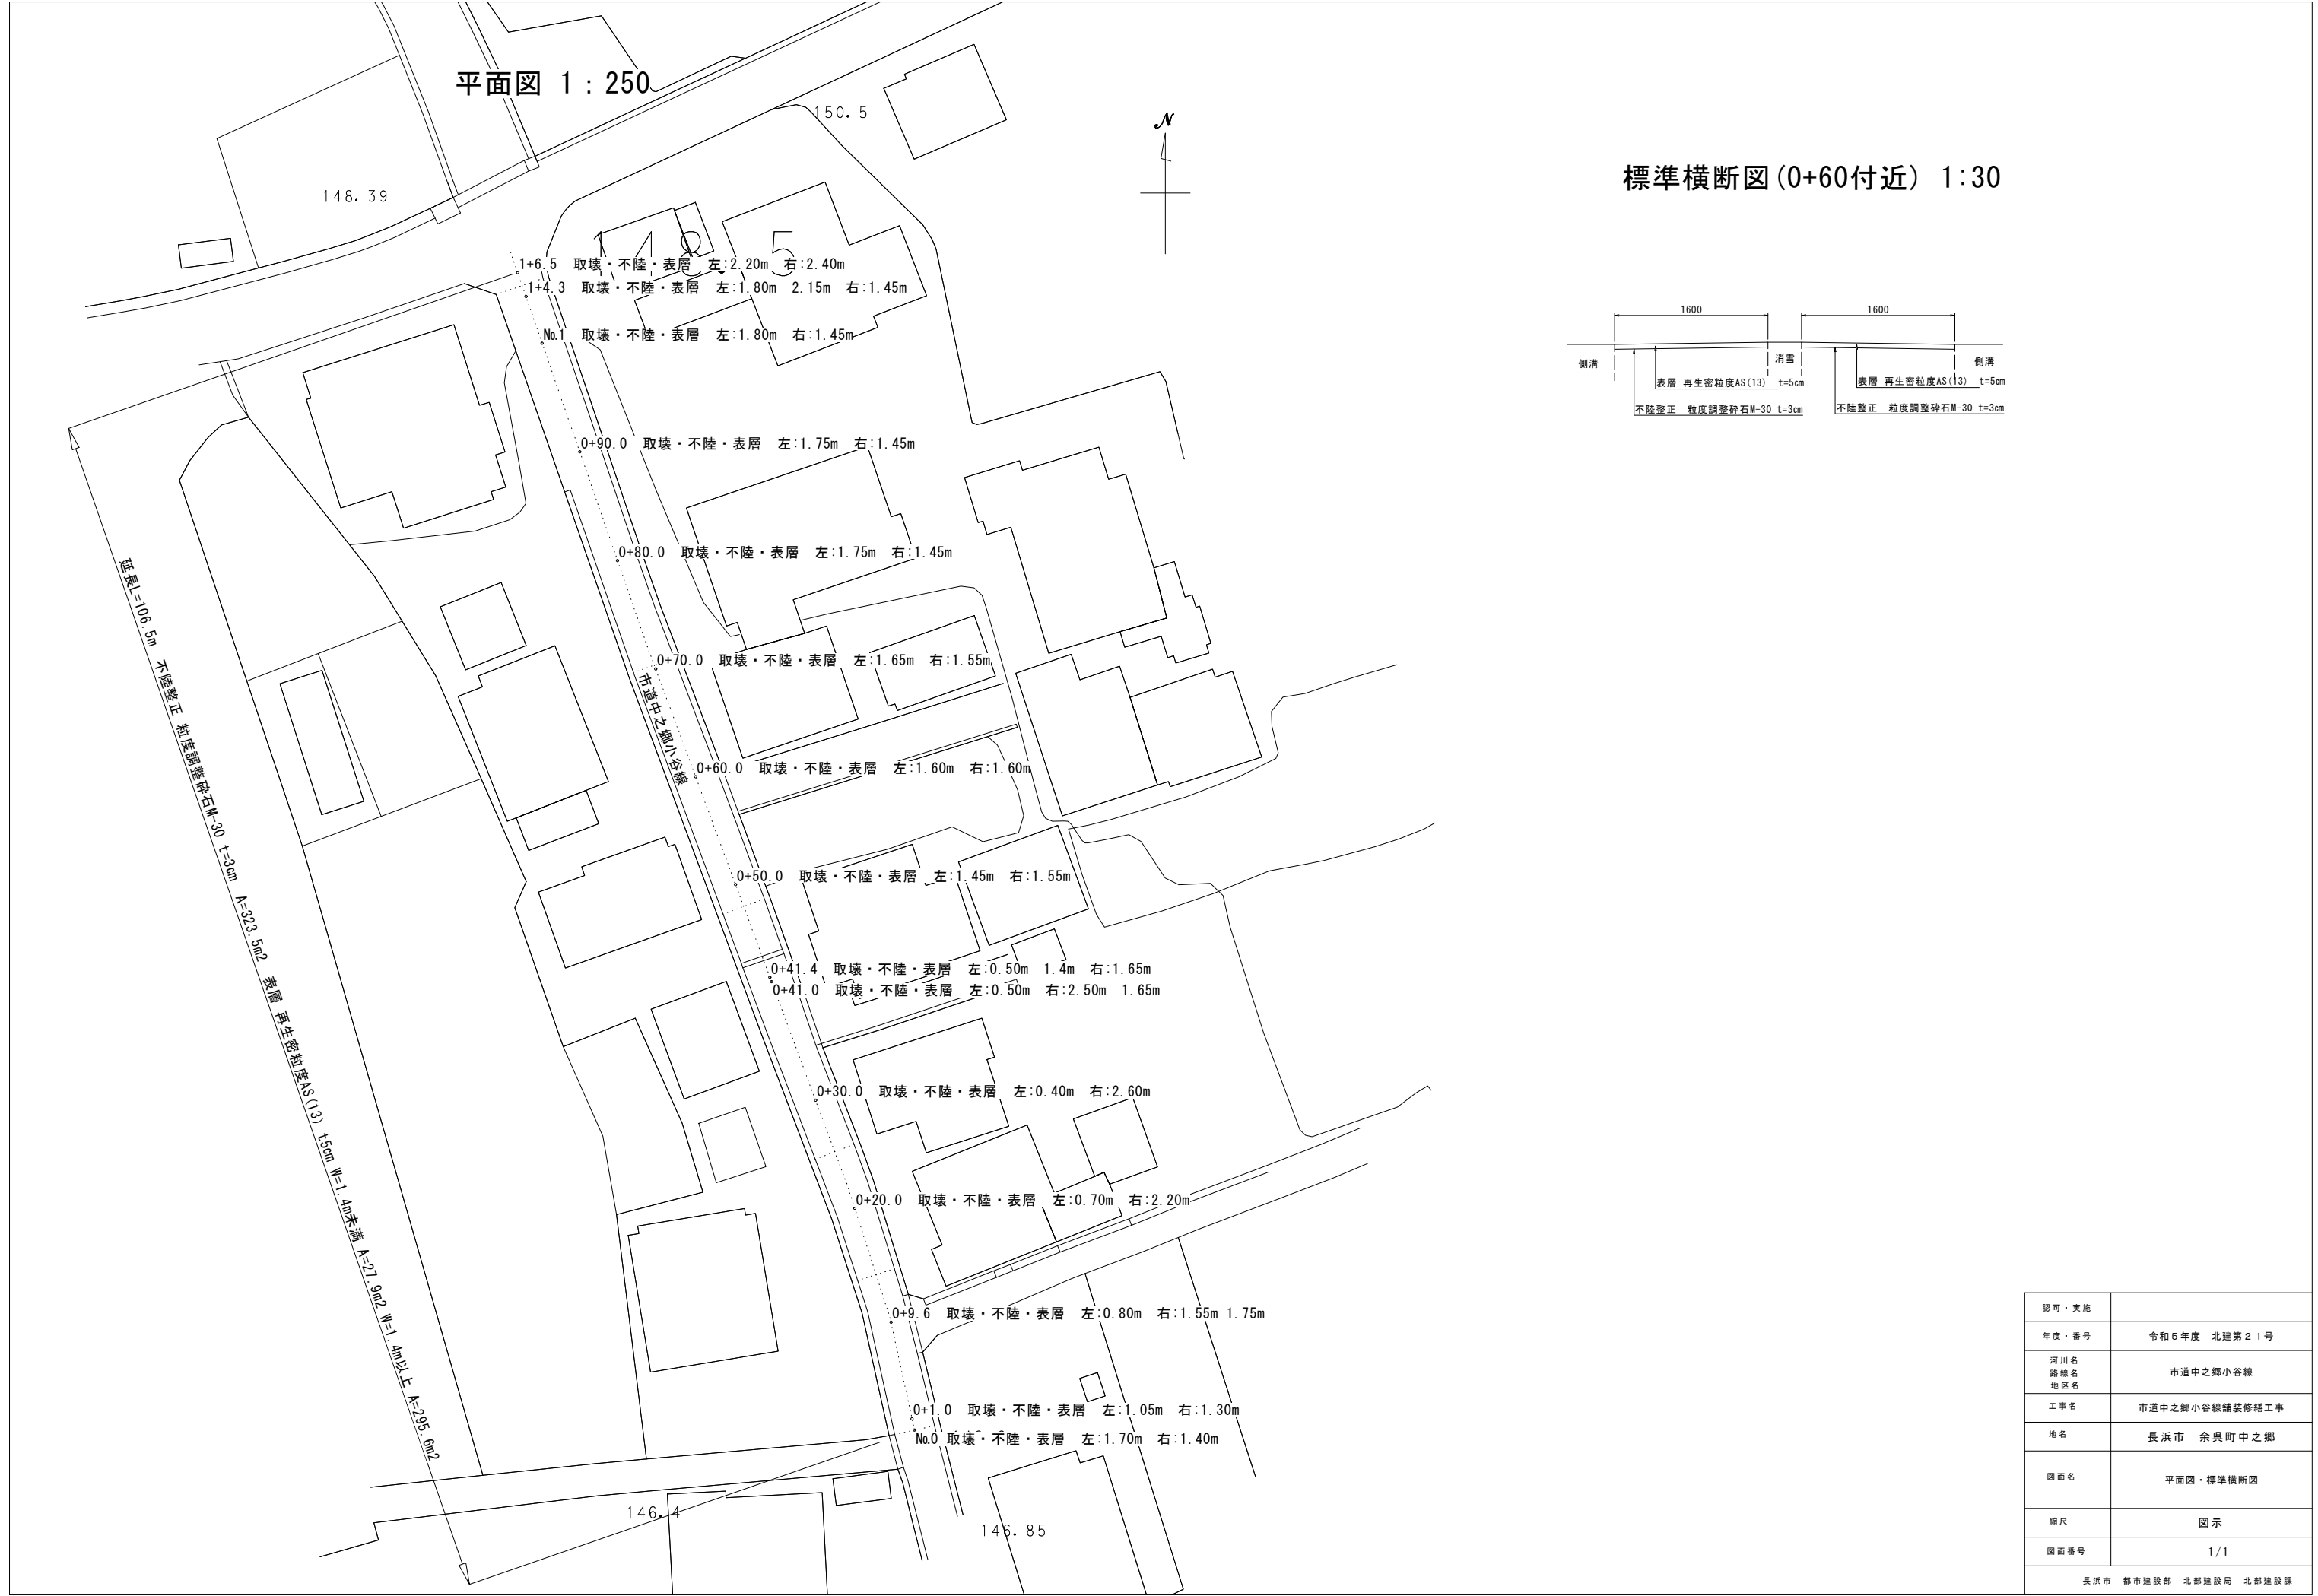 平面図 1：250
標準横断図(0+60付近) 1:30
150.5
148.39
148.5
N
1+6.5 取壊・不陸・表層 左:2.20m 右:2.40m
1+4.3 取壊・不陸・表層 左:1.80m 2.15m 右:1.45m
No.1 取壊・不陸・表層 左:1.80m 右:1.45m
0+90.0 取壊・不陸・表層 左:1.75m 右:1.45m
0+80.0 取壊・不陸・表層 左:1.75m 右:1.45m
0+70.0 取壊・不陸・表層 左:1.65m 右:1.55m
市道中之郷小谷線
0+60.0 取壊・不陸・表層 左:1.60m 右:1.60m
0+50.0 取壊・不陸・表層 左:1.45m 右:1.55m
0+41.4 取壊・不陸・表層 左:0.50m 1.4m 右:1.65m
0+41.0 取壊・不陸・表層 左:0.50m 右:2.50m 1.65m
0+30.0 取壊・不陸・表層 左:0.40m 右:2.60m
0+20.0 取壊・不陸・表層 左:0.70m 右:2.20m
0+9.6 取壊・不陸・表層 左:0.80m 右:1.55m 1.75m
0+1.0 取壊・不陸・表層 左:1.05m 右:1.30m
No.0 取壊・不陸・表層 左:1.70m 右:1.40m
延長L=106.5m 不陸整正 粒度調整砕石M-30 t=3cm A=323.5m2 表層 再生密粒度AS(13) t5cm W=1.4m未満 A=27.9m2 W=1.4m以上 A=295.6m2
146.4
146.85
1600 1600
側溝 消雪 側溝
表層 再生密粒度AS(13) t=5cm 表層 再生密粒度AS(13) t=5cm
不陸整正 粒度調整砕石M-30 t=3cm 不陸整正 粒度調整砕石M-30 t=3cm
認可・実施
年度・番号 令和５年度 北建第２１号
河川名
路線名 市道中之郷小谷線
地区名
工事名 市道中之郷小谷線舗装修繕工事
地名 長浜市 余呉町中之郷
図面名 平面図・標準横断図
縮尺 図示
図面番号 1/1
長浜市 都市建設部 北部建設局 北部建設課